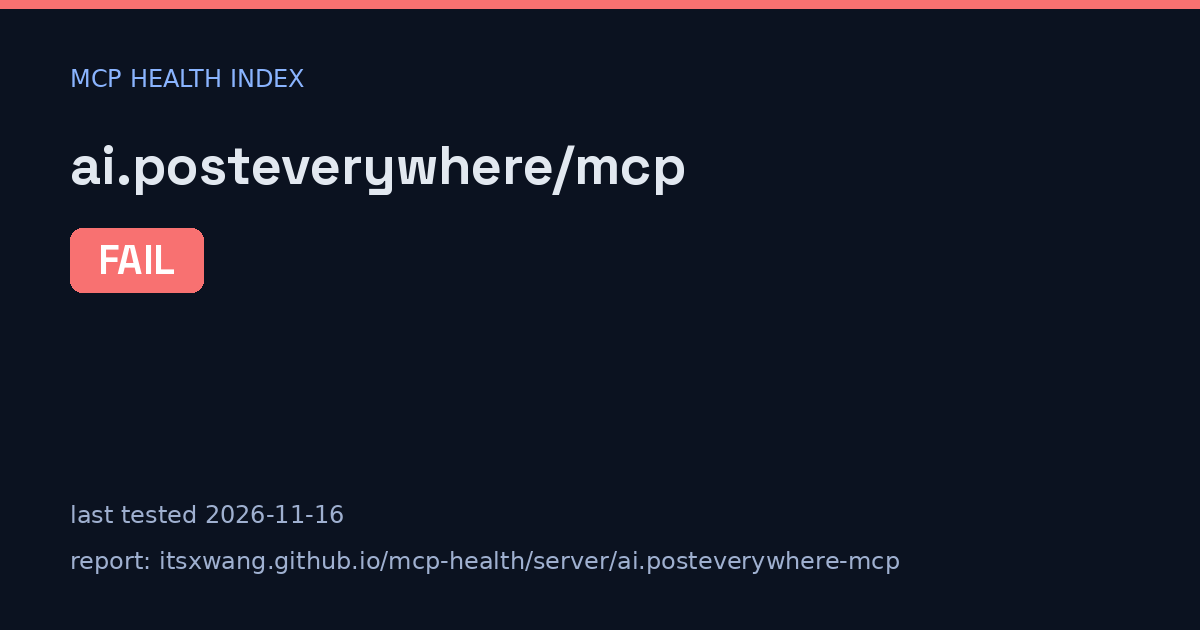 MCP HEALTH INDEX
ai.posteverywhere/mcp
FAIL
last tested 2026-11-16
report: itsxwang.github.io/mcp-health/server/ai.posteverywhere-mcp